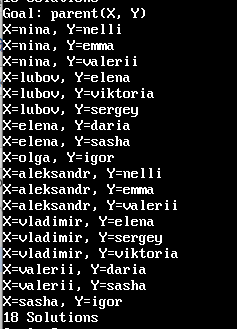 18 Solutions
Goal: parent(X, Y)
X=nina, Y=nelli
X=nina, Y=emma
X=nina, Y=valerii
X=lubov, Y=elena
X=lubov, Y=viktoria
X=lubov, Y=sergey
X=elena, Y=daria
X=elena, Y=sasha
X=olga, Y=igor
X=aleksandr, Y=nelli
X=aleksandr, Y=emma
X=aleksandr, Y=valerii
X=vladimir, Y=elena
X=vladimir, Y=sergey
X=vladimir, Y=viktoria
X=valerii, Y=daria
X=valerii, Y=sasha
X=sasha, Y=igor
18 Solutions